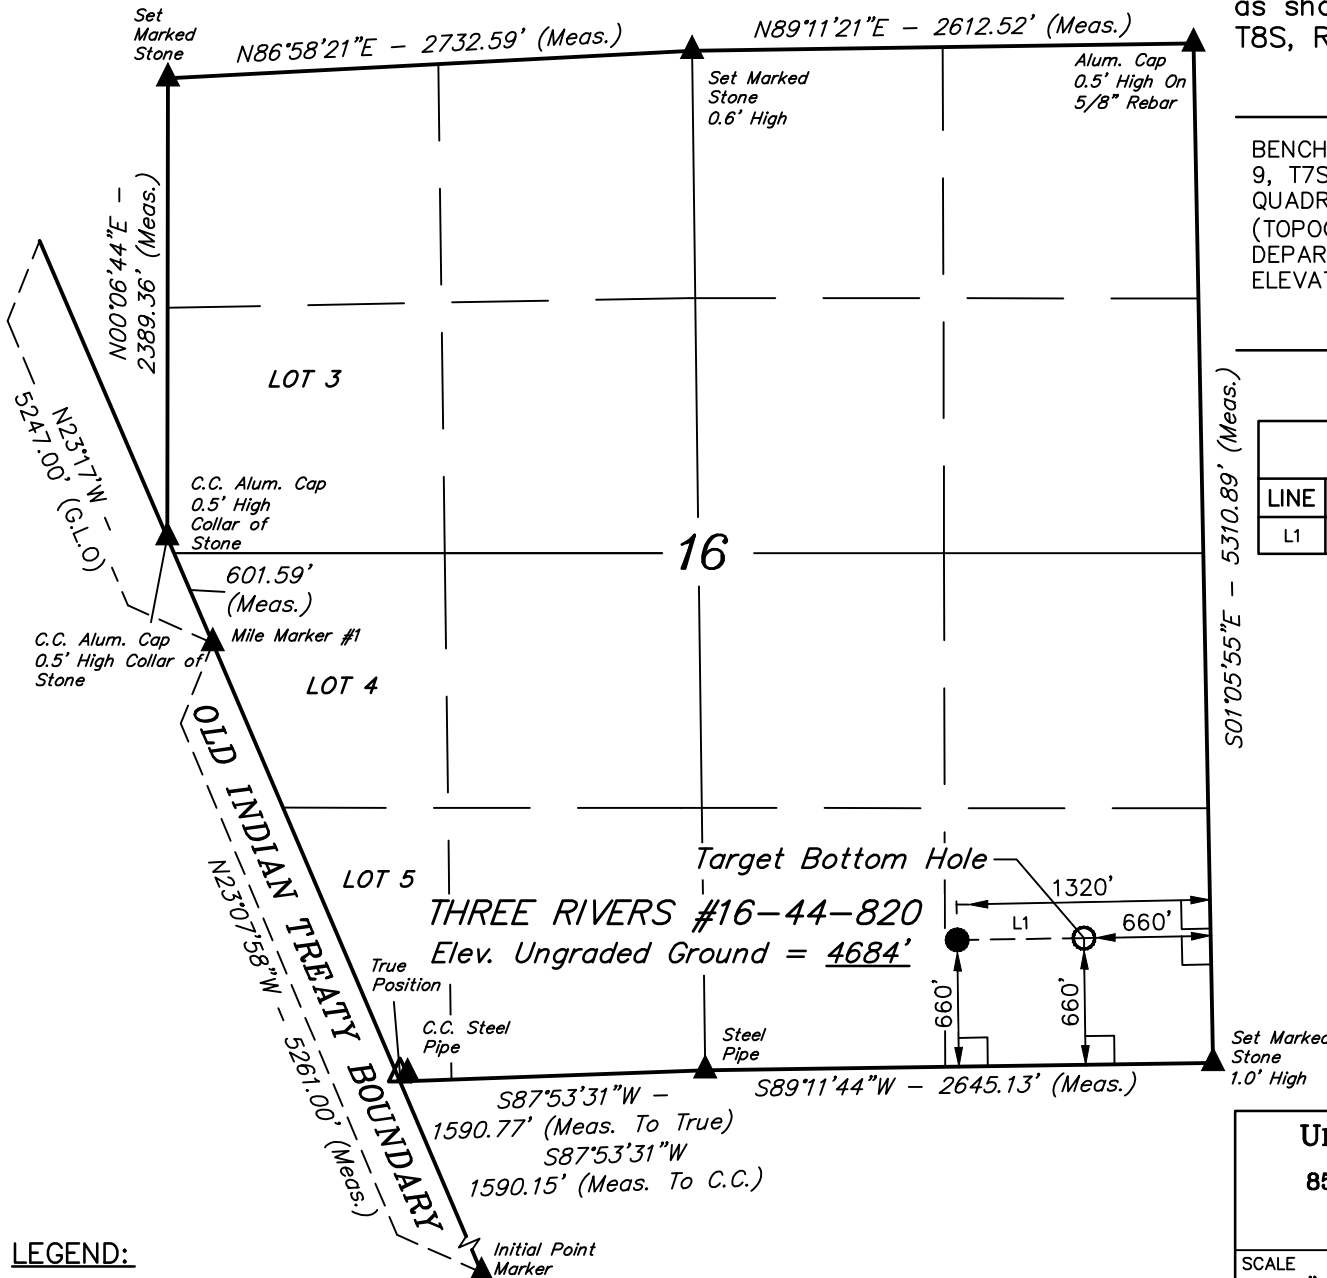 Set
Marked
Stone
N86°58'21"E - 2732.59' (Meas.)
N89°11'21"E - 2612.52' (Meas.)
as sho
T8S, R
Set Marked
Stone
0.6' High
Alum. Cap
0.5' High On
5/8" Rebar
BENCH
9, T7S
QUADR
(TOPOG
DEPAR
ELEVAT
N00°06'44"E -
2389.36' (Meas.)
LOT 3
N23°17'W -
5247.00' (G.L.O)
S01°05'55"E - 5310.89' (Meas.)
LINE
L1
C.C. Alum. Cap
0.5' High
Collar of
Stone
16
601.59'
(Meas.)
C.C. Alum. Cap
0.5' High Collar of
Stone
Mile Marker #1
LOT 4
OLD INDIAN TREATY BOUNDARY
N23°07'58"W - 5261.00' (Meas.)
LOT 5
Target Bottom Hole
THREE RIVERS #16-44-820
Elev. Ungraded Ground = 4684'
1320'
L1
660'
660'
660'
True
Position
C.C. Steel
Pipe
Steel
Pipe
Set Marked
Stone
1.0' High
S87°53'31"W -
1590.77' (Meas. To True)
S87°53'31"W
1590.15' (Meas. To C.C.)
S89°11'44"W - 2645.13' (Meas.)
Initial Point
Marker
LEGEND:
85
SCALE